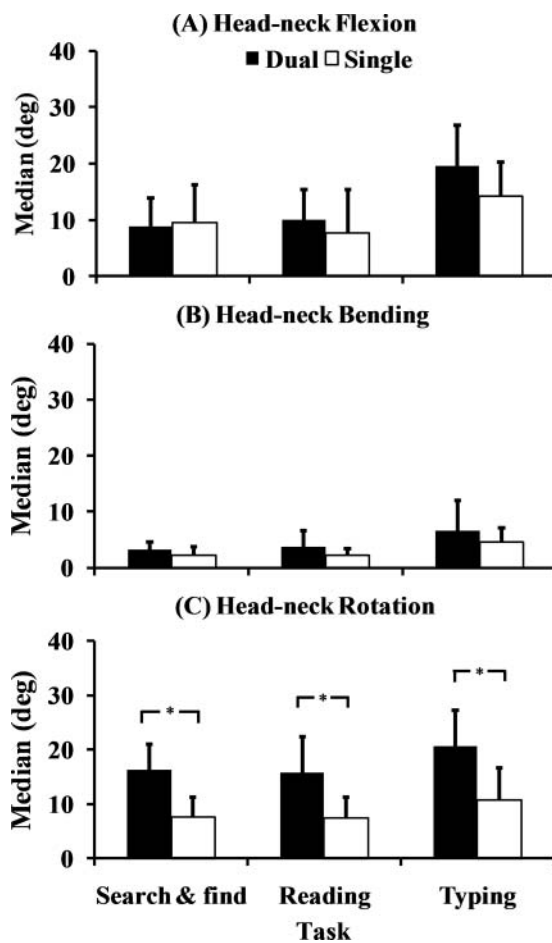 (A) Head-neck Flexion
Dual Single
Median (deg)
40
30
20
10
0
(B) Head-neck Bending
Median (deg)
40
30
20
10
0
(C) Head-neck Rotation
Median (deg)
40
30
20
10
0
* * *
Search & find Reading Typing
Task